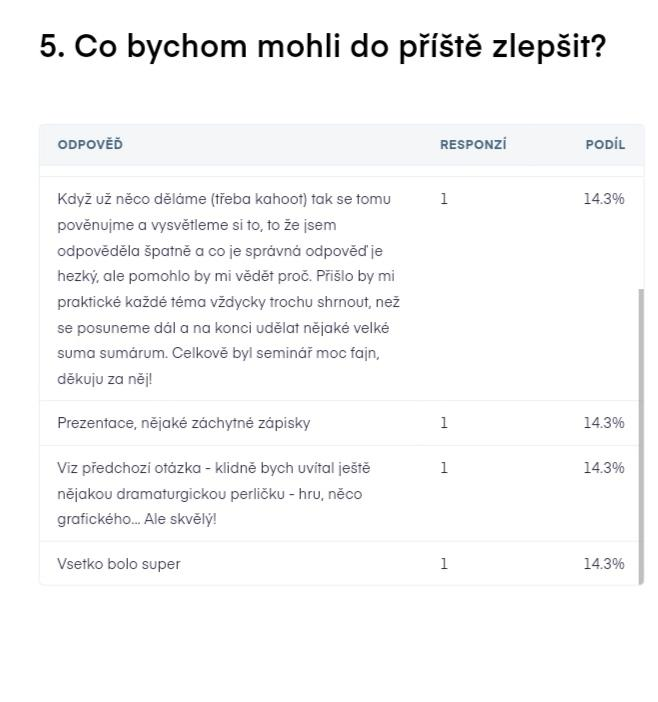 5. Co bychom mohli do příště zlepšit?
ODPOVĚĎ RESPONZÍ PODÍL
Když už něco děláme (třeba kahoot) tak se tomu 1 14.3%
pověnujme a vysvětleme si to, to že jsem
odpověděla špatně a co je správná odpověď je
hezký, ale pomohlo by mi vědět proč. Přišlo by mi
praktické každé téma vždycky trochu shrnout, než
se posuneme dál a na konci udělat nějaké velké
suma sumárum. Celkově byl seminář moc fajn,
děkuju za něj!
Prezentace, nějaké záchytné zápisky 1 14.3%
Viz předchozí otázka - klidně bych uvítal ještě 1 14.3%
nějakou dramaturgickou perličku - hru, něco
grafického... Ale skvělý!
Vsetko bolo super 1 14.3%